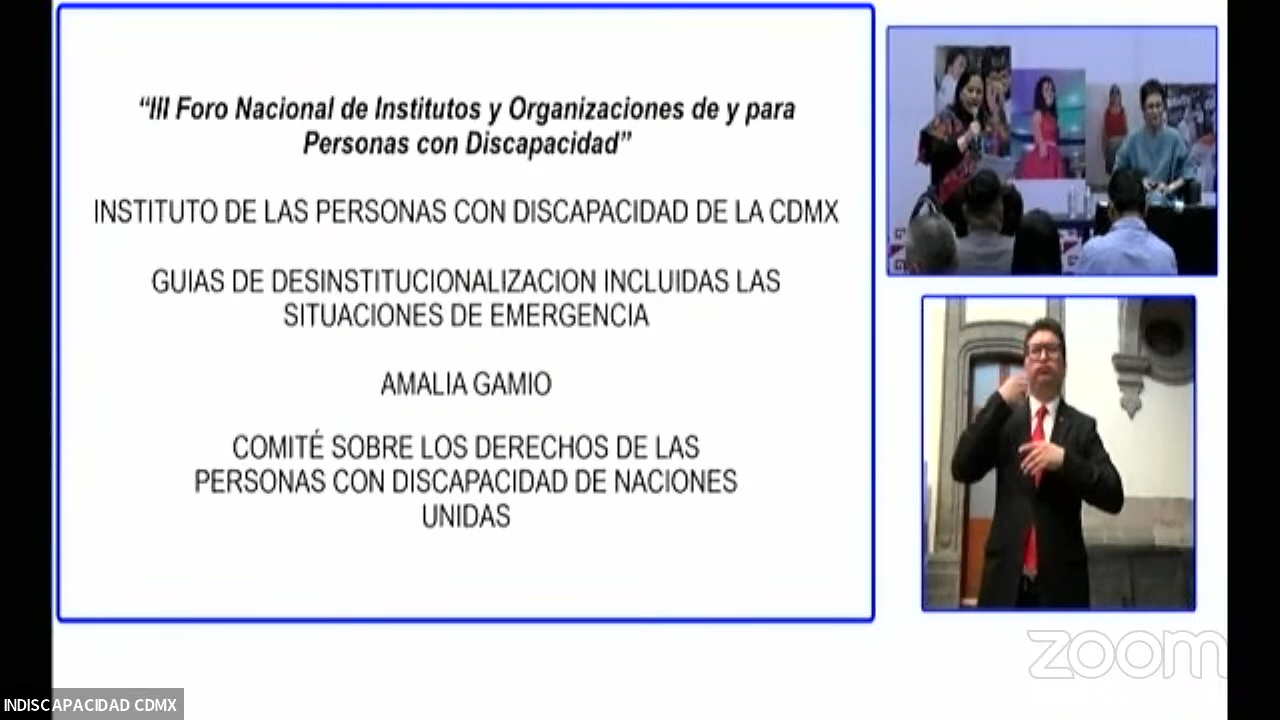 “III Foro Nacional de Institutos y Organizaciones de y para
Personas con Discapacidad”
INSTITUTO DE LAS PERSONAS CON DISCAPACIDAD DE LA CDMX
GUIAS DE DESINSTITUCIONALIZACION INCLUIDAS LAS
SITUACIONES DE EMERGENCIA
AMALIA GAMIO
COMITÉ SOBRE LOS DERECHOS DE LAS
PERSONAS CON DISCAPACIDAD DE NACIONES
UNIDAS
zoom
INDISCAPACIDAD CDMX